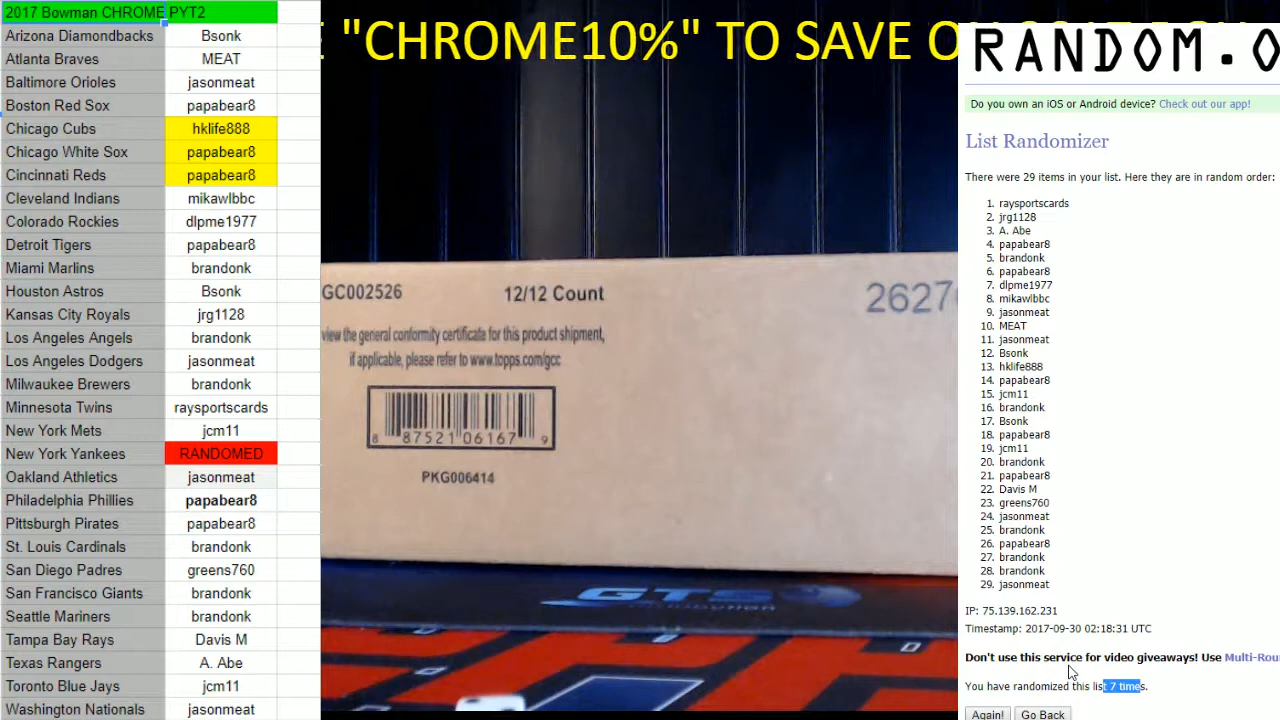 2017 Bowman CHROME PYT2
Arizona Diamondbacks Bsonk
Atlanta Braves MEAT
Baltimore Orioles jasonmeat
Boston Red Sox papabear8
Chicago Cubs hklife888
Chicago White Sox papabear8
Cincinnati Reds papabear8
Cleveland Indians mikawlbbc
Colorado Rockies dlpme1977
Detroit Tigers papabear8
Miami Marlins brandonk
Houston Astros Bsonk
Kansas City Royals jrg1128
Los Angeles Angels brandonk
Los Angeles Dodgers jasonmeat
Milwaukee Brewers brandonk
Minnesota Twins raysportscards
New York Mets jcm11
New York Yankees RANDOMED
Oakland Athletics jasonmeat
Philadelphia Phillies papabear8
Pittsburgh Pirates papabear8
St. Louis Cardinals brandonk
San Diego Padres greens760
San Francisco Giants brandonk
Seattle Mariners brandonk
Tampa Bay Rays Davis M
Texas Rangers A. Abe
Toronto Blue Jays jcm11
Washington Nationals jasonmeat
"CHROME10%" TO SAVE O
GC002526 12/12 Count
2627
view the general conformity certificate for this product shipment,
if applicable, please refer to www.topps.com/gcc
8 87521 06167 9
PKG006414
GTS
RANDOM.O
Do you own an iOS or Android device? Check out our app!
List Randomizer
There were 29 items in your list. Here they are in random order:
1. raysportscards
2. jrg1128
3. A. Abe
4. papabear8
5. brandonk
6. papabear8
7. dlpme1977
8. mikawlbbc
9. jasonmeat
10. MEAT
11. jasonmeat
12. Bsonk
13. hklife888
14. papabear8
15. jcm11
16. brandonk
17. Bsonk
18. papabear8
19. jcm11
20. brandonk
21. papabear8
22. Davis M
23. greens760
24. jasonmeat
25. brandonk
26. papabear8
27. brandonk
28. brandonk
29. jasonmeat
IP: 75.139.162.231
Timestamp: 2017-09-30 02:18:31 UTC
Don't use this service for video giveaways! Use Multi-Rou
You have randomized this list 7 times.
Again! Go Back